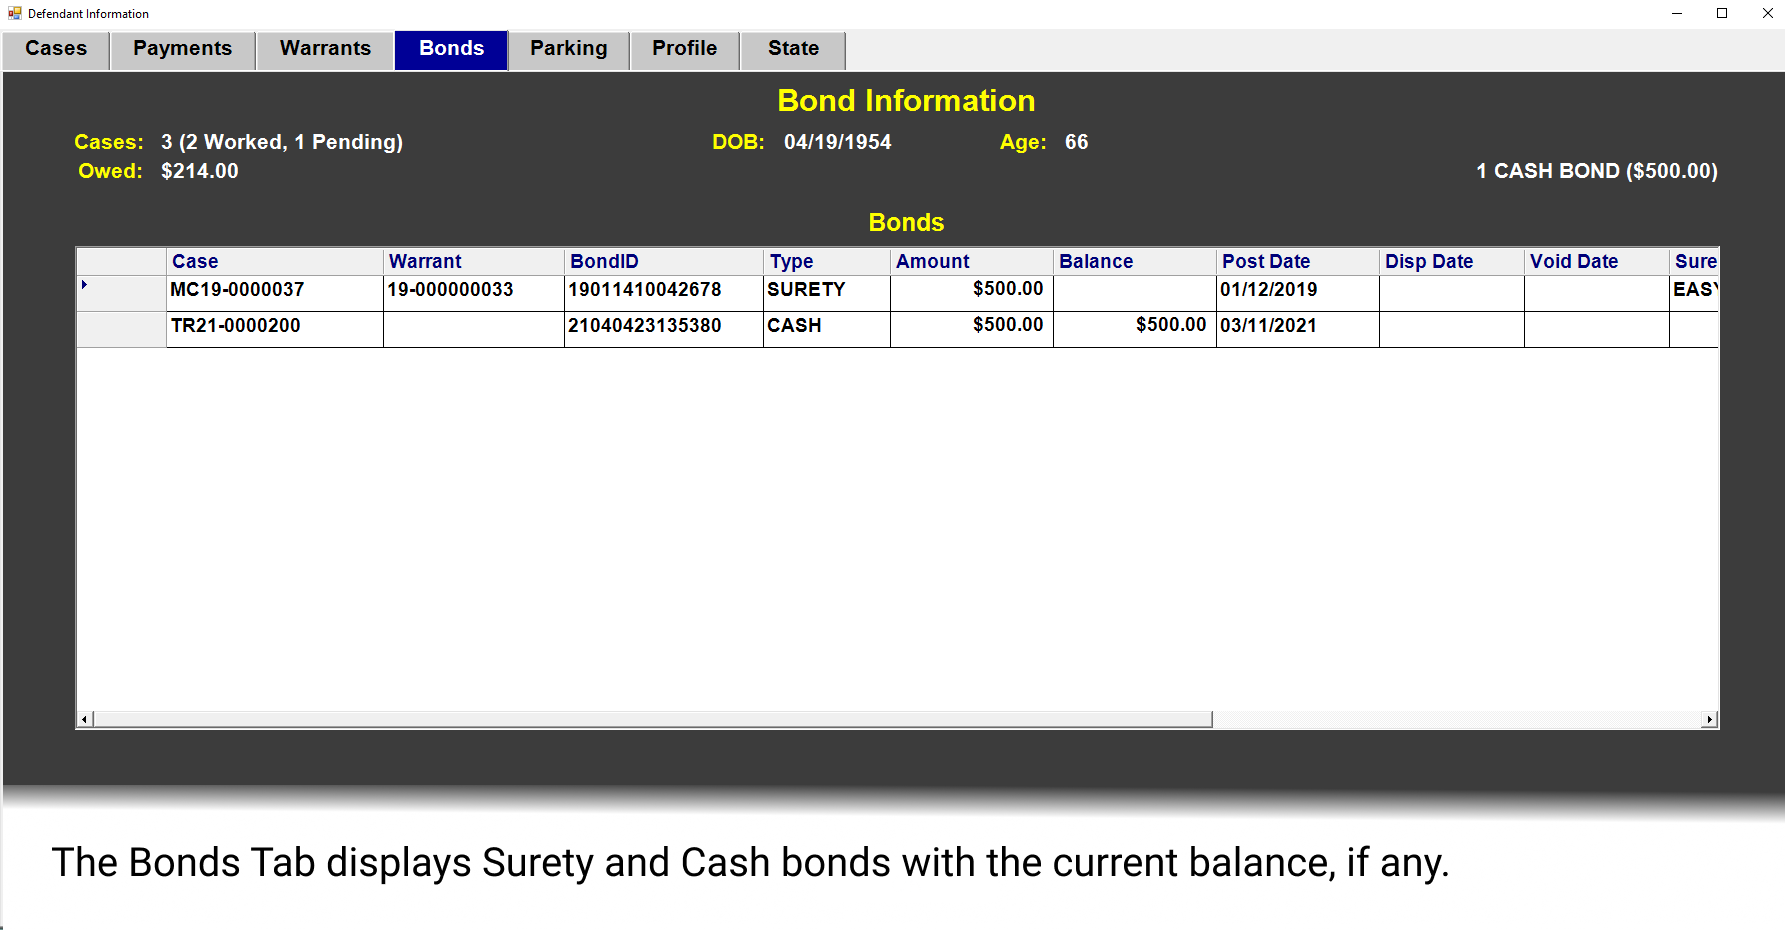 Defendant Information
Cases Payments Warrants Bonds Parking Profile State
Bond Information
Cases: 3 (2 Worked, 1 Pending) DOB: 04/19/1954 Age: 66
Owed: $214.00 1 CASH BOND ($500.00)
Bonds
Case Warrant BondID Type Amount Balance Post Date Disp Date Void Date Sure
MC19-0000037 19-000000033 19011410042678 SURETY $500.00 01/12/2019 EASY
TR21-0000200 21040423135380 CASH $500.00 $500.00 03/11/2021
The Bonds Tab displays Surety and Cash bonds with the current balance, if any.